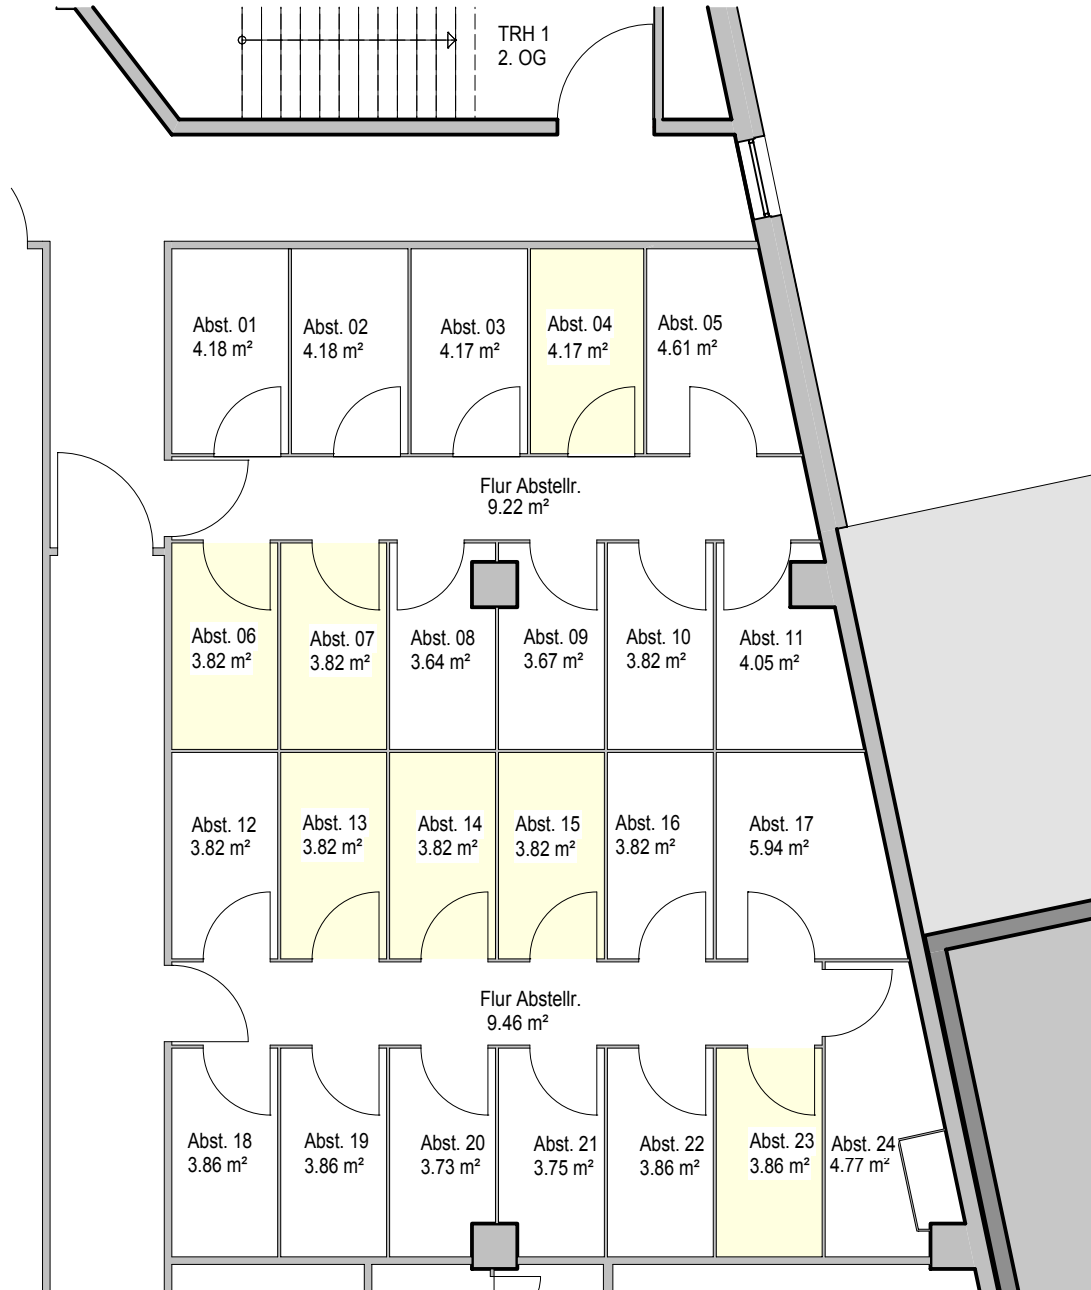 TRH 1
2. OG
Abst. 01
4.18 m²
Abst. 02
4.18 m²
Abst. 03
4.17 m²
Abst. 04
4.17 m²
Abst. 05
4.61 m²
Flur Abstellr.
9.22 m²
Abst. 06
3.82 m²
Abst. 07
3.82 m²
Abst. 08
3.64 m²
Abst. 09
3.67 m²
Abst. 10
3.82 m²
Abst. 11
4.05 m²
Abst. 12
3.82 m²
Abst. 13
3.82 m²
Abst. 14
3.82 m²
Abst. 15
3.82 m²
Abst. 16
3.82 m²
Abst. 17
5.94 m²
Flur Abstellr.
9.46 m²
Abst. 18
3.86 m²
Abst. 19
3.86 m²
Abst. 20
3.73 m²
Abst. 21
3.75 m²
Abst. 22
3.86 m²
Abst. 23
3.86 m²
Abst. 24
4.77 m²